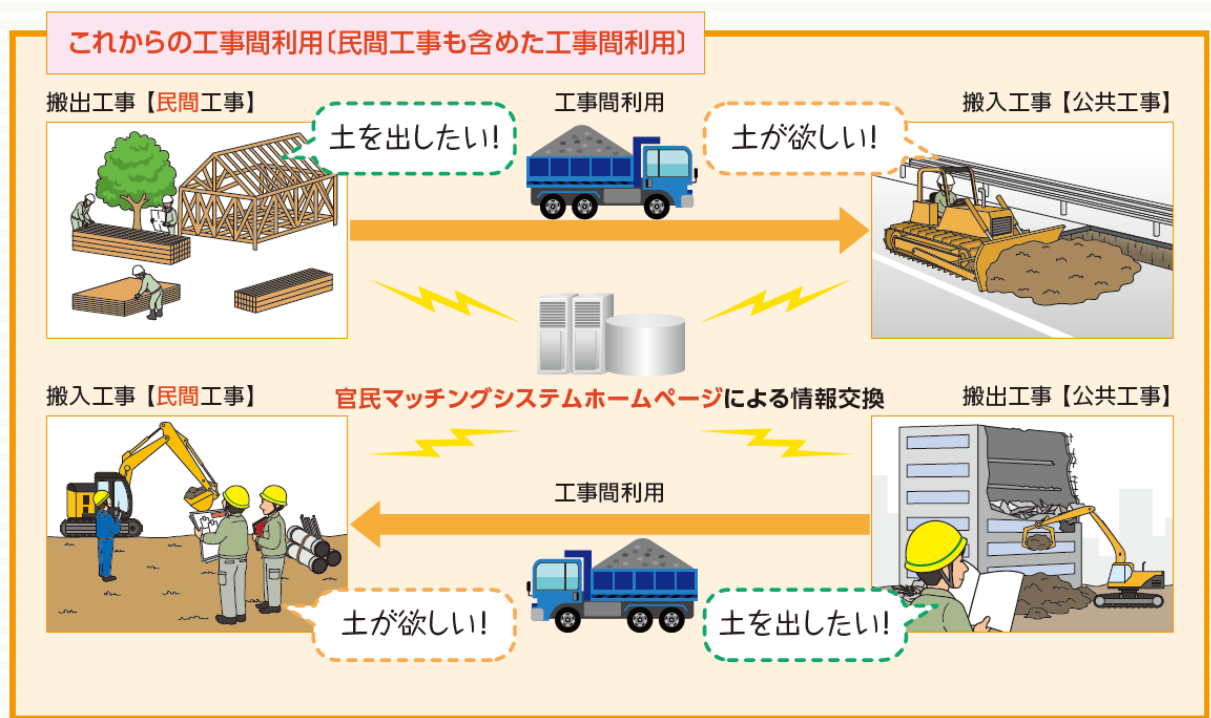 これからの工事間利用〔民間工事も含めた工事間利用〕
搬出工事【民間工事】
土を出したい!
工事間利用
土が欲しい!
搬入工事【公共工事】
官民マッチングシステムホームページによる情報交換
搬入工事【民間工事】
土が欲しい!
工事間利用
土を出したい!
搬出工事【公共工事】